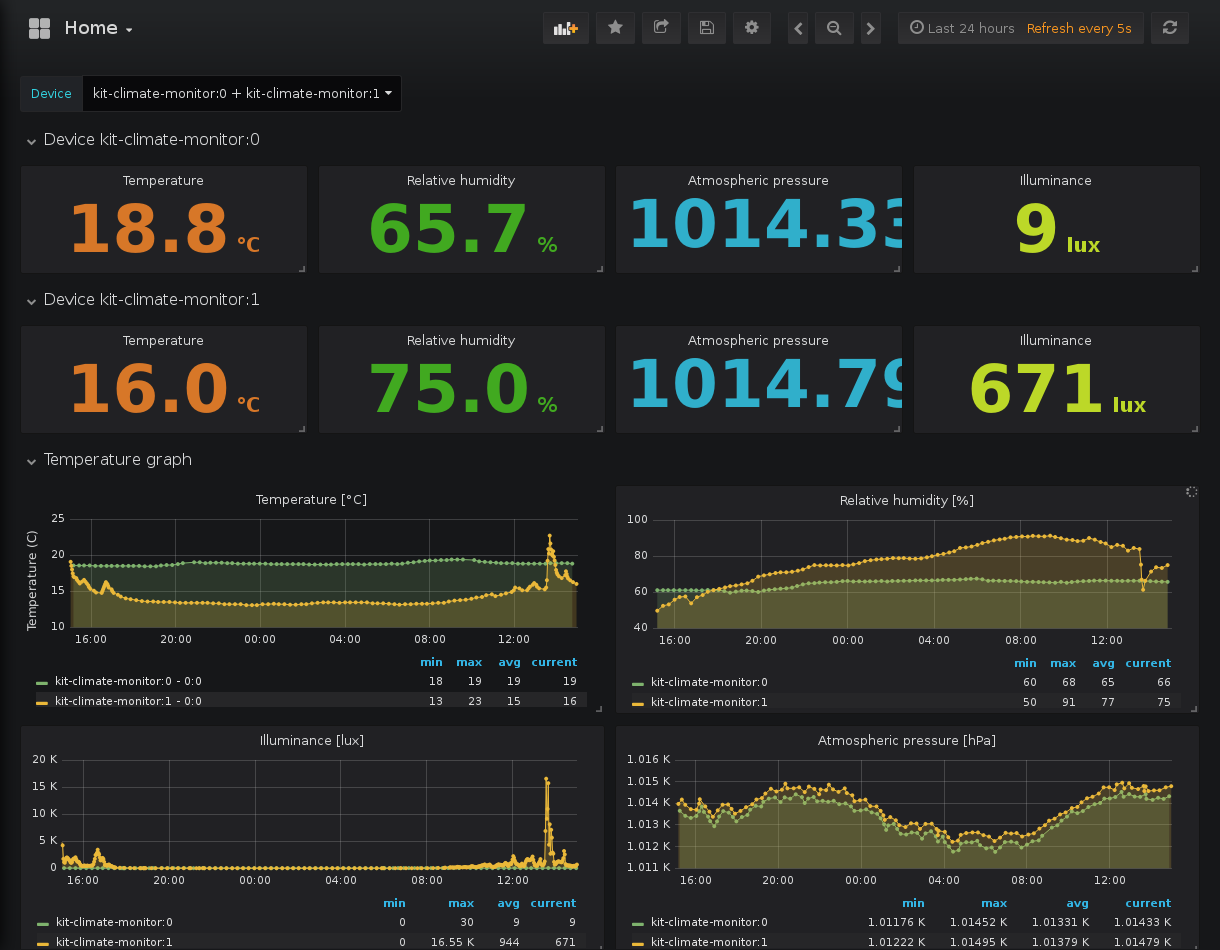 Home
Last 24 hours Refresh every 5s
Device kit-climate-monitor:0 + kit-climate-monitor:1
Device kit-climate-monitor:0
Temperature Relative humidity Atmospheric pressure Illuminance
18.8 °C 65.7 % 1014.33 9 lux
Device kit-climate-monitor:1
Temperature Relative humidity Atmospheric pressure Illuminance
16.0 °C 75.0 % 1014.79 671 lux
Temperature graph
Temperature [°C]
Temperature (C)
25
20
15
10
16:00 20:00 00:00 04:00 08:00 12:00
min max avg current
kit-climate-monitor:0 - 0:0 18 19 19 19
kit-climate-monitor:1 - 0:0 13 23 15 16
Relative humidity [%]
100
80
60
40
16:00 20:00 00:00 04:00 08:00 12:00
min max avg current
kit-climate-monitor:0 60 68 65 66
kit-climate-monitor:1 50 91 77 75
Illuminance [lux]
20 K
15 K
10 K
5 K
0
16:00 20:00 00:00 04:00 08:00 12:00
min max avg current
kit-climate-monitor:0 0 30 9 9
kit-climate-monitor:1 0 16.55 K 944 671
Atmospheric pressure [hPa]
1.016 K
1.015 K
1.014 K
1.013 K
1.012 K
1.011 K
16:00 20:00 00:00 04:00 08:00 12:00
min max avg current
kit-climate-monitor:0 1.01176 K 1.01452 K 1.01331 K 1.01433 K
kit-climate-monitor:1 1.01222 K 1.01495 K 1.01379 K 1.01479 K